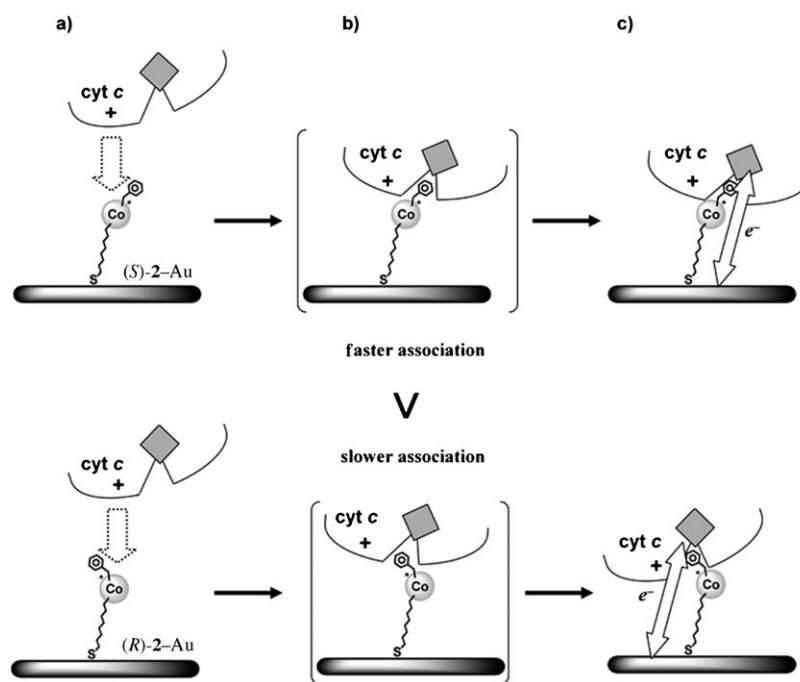 a)
b)
c)
cyt c
+
Co
*
S
(S)-2–Au
cyt c
+
Co
*
S
cyt c
+
Co
*
S
e–
faster association
V
slower association
cyt c
+
*
Co
S
(R)-2–Au
cyt c
+
*
Co
S
cyt c
+
*
Co
S
e–